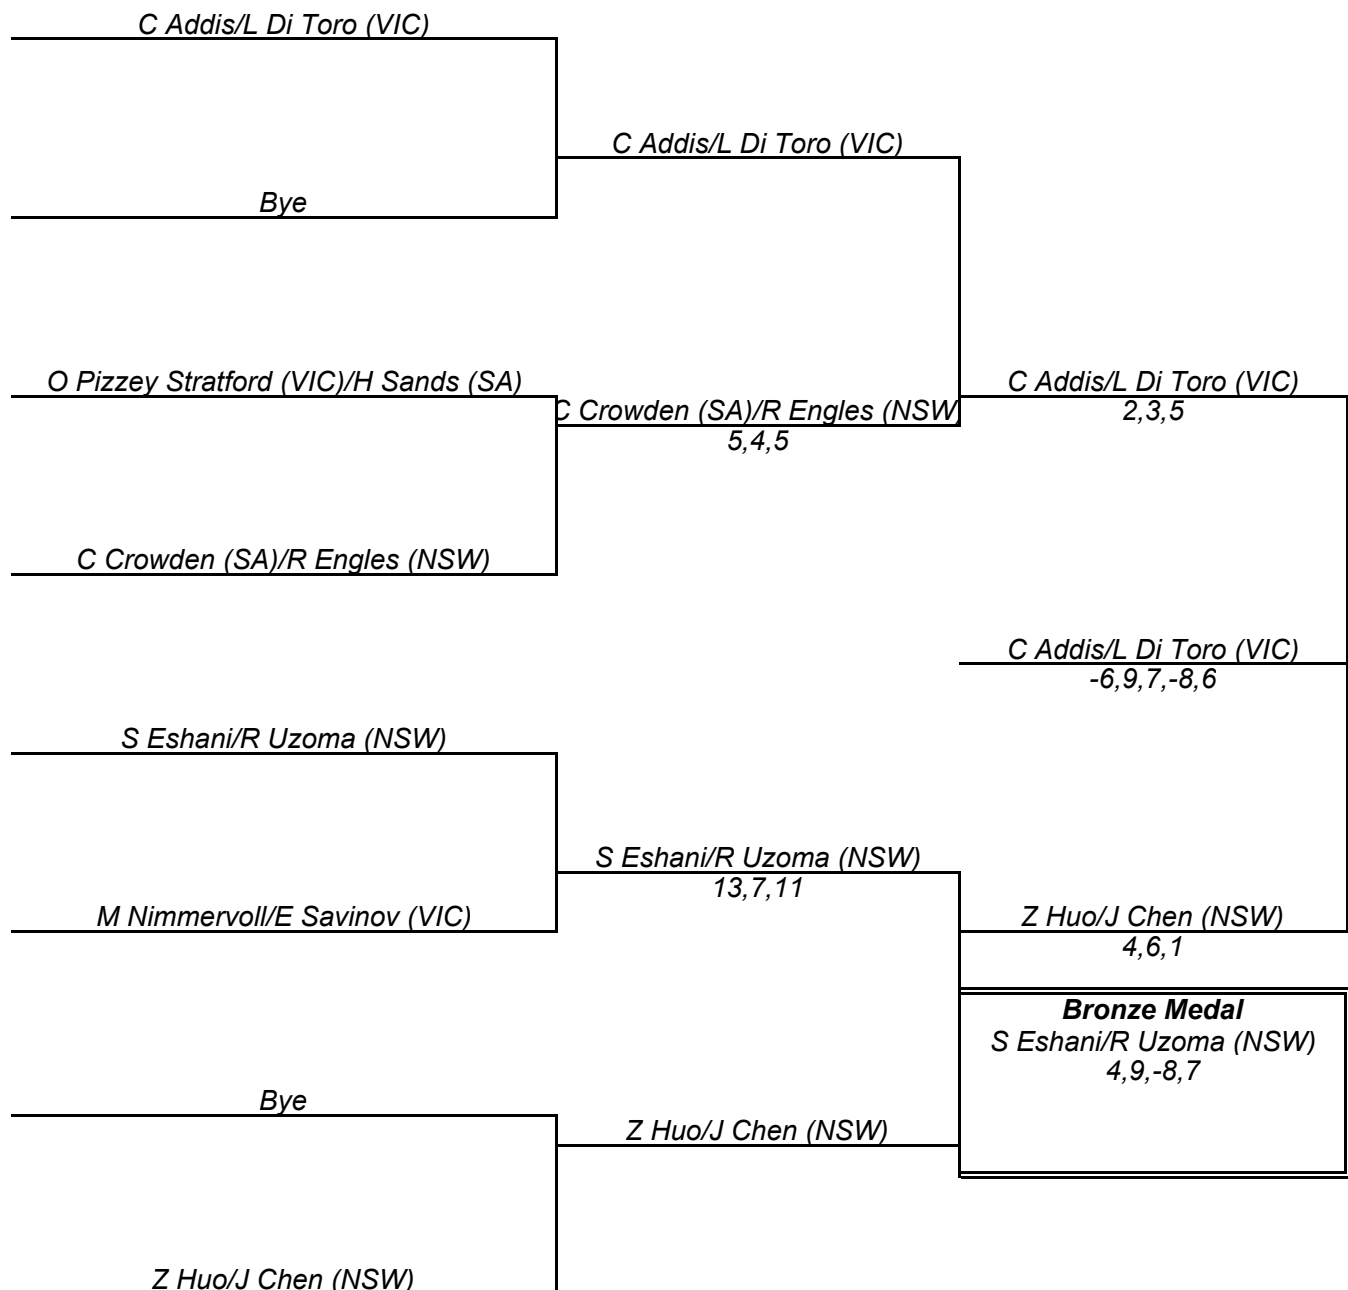 C Addis/L Di Toro (VIC)
C Addis/L Di Toro (VIC)
Bye
O Pizzey Stratford (VIC)/H Sands (SA)
C Addis/L Di Toro (VIC)
C Crowden (SA)/R Engles (NSW)
2,3,5
5,4,5
C Crowden (SA)/R Engles (NSW)
C Addis/L Di Toro (VIC)
-6,9,7,-8,6
S Eshani/R Uzoma (NSW)
S Eshani/R Uzoma (NSW)
13,7,11
M Nimmervoll/E Savinov (VIC)
Z Huo/J Chen (NSW)
4,6,1
Bronze Medal
S Eshani/R Uzoma (NSW)
4,9,-8,7
Bye
Z Huo/J Chen (NSW)
Z Huo/J Chen (NSW)